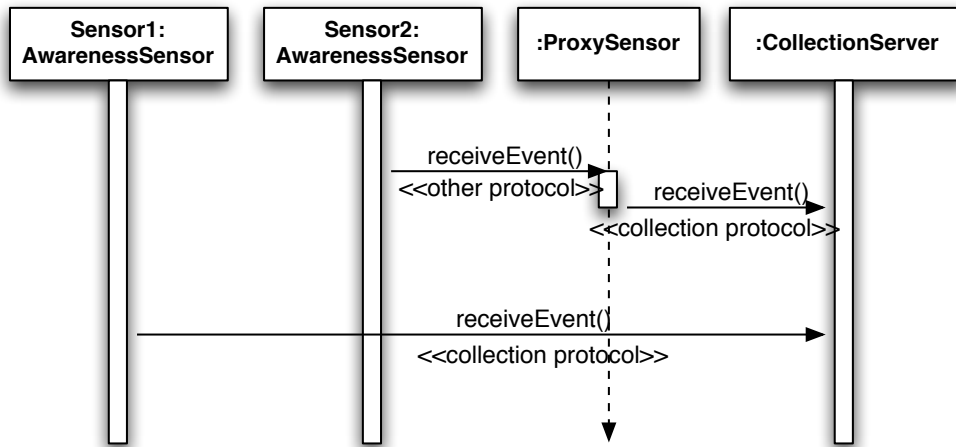 Sensor1:
AwarenessSensor
Sensor2:
AwarenessSensor
:ProxySensor
:CollectionServer
receiveEvent()
<<other protocol>>
receiveEvent()
<<collection protocol>>
receiveEvent()
<<collection protocol>>